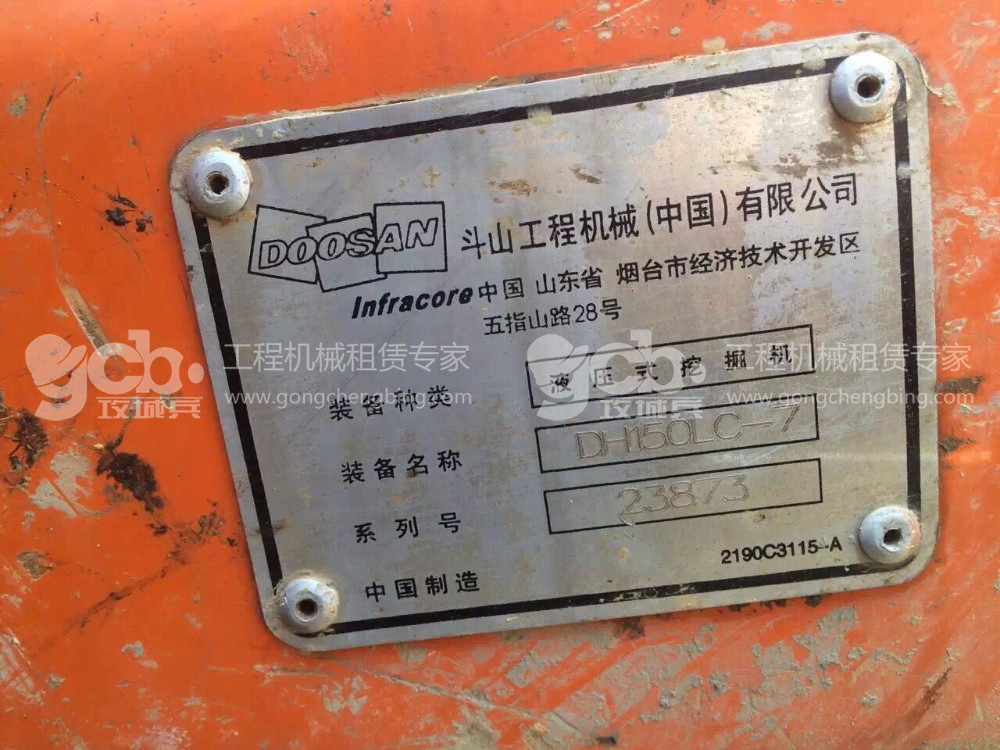 DOOSAN
Infracore
斗山工程机械(中国)有限公司
中国 山东省 烟台市经济技术开发区
五指山路28号
装备种类 液压式挖掘机
装备名称 DH150LC-7
系列号 23873
中国制造
2190C3115-A
gcb.
攻城兵
工程机械租赁专家
www.gongchengbing.com
gcb.
攻城兵
工程机械租赁专家
www.gongchengbing.com